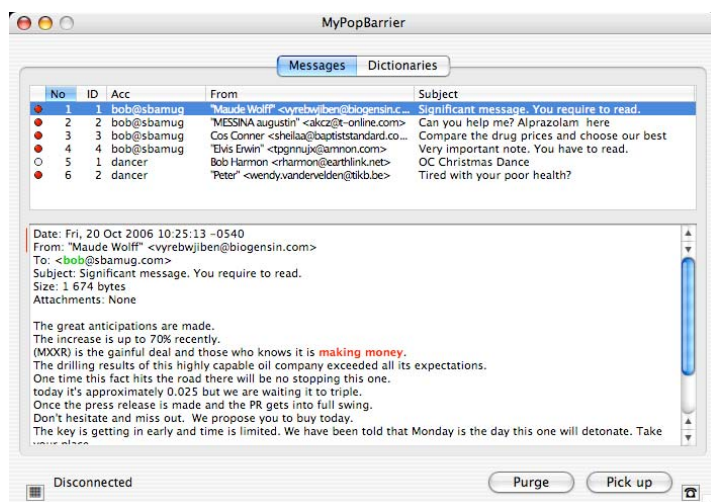 MyPopBarrier
Messages Dictionaries
No ID Acc From Subject
1 1 bob@sbamug "Maude Wolff" <vyrebwjiben@biogensin.c... Significant message. You require to read.
2 2 bob@sbamug "MESSINA augustin" <akcz@t-online.com> Can you help me? Alprazolam here
3 3 bob@sbamug Cos Conner <sheilaa@baptiststandard.co... Compare the drug prices and choose our best
4 4 bob@sbamug "Elvis Erwin" <tpgnnujx@amnon.com> Very important note. You have to read.
5 1 dancer Bob Harmon <rharmon@earthlink.net> OC Christmas Dance
6 2 dancer "Peter" <wendy.vandervelden@tikb.be> Tired with your poor health?
Date: Fri, 20 Oct 2006 10:25:13 -0540
From: "Maude Wolff" <vyrebwjiben@biogensin.com>
To: <bob@sbamug.com>
Subject: Significant message. You require to read.
Size: 1 674 bytes
Attachments: None
The great anticipations are made.
The increase is up to 70% recently.
(MXXR) is the gainful deal and those who knows it is making money.
The drilling results of this highly capable oil company exceeded all its expectations.
One time this fact hits the road there will be no stopping this one.
today it's approximately 0.025 but we are waiting it to triple.
Once the press release is made and the PR gets into full swing.
Don't hesitate and miss out. We propose you to buy today.
The key is getting in early and time is limited. We have been told that Monday is the day this one will detonate. Take
your place
Disconnected Purge Pick up